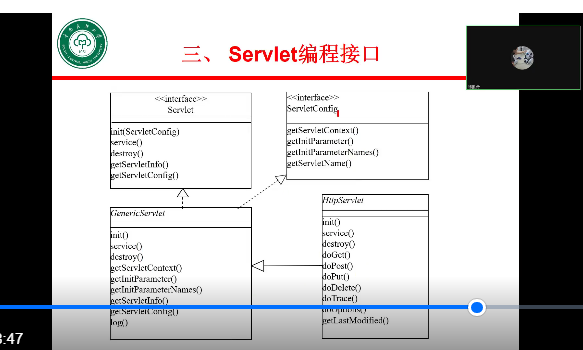 三、 Servlet编程接口
<<interface>>
Servlet
init(ServletConfig)
service()
destroy()
getServletInfo()
getServletConfig()
<<interface>>
ServletConfig
getServletContext()
getInitParameter()
getInitParameterNames()
getServletName()
GenericServlet
init()
service()
destroy()
getServletContext()
getInitParameter()
getInitParameterNames()
getServletInfo()
getServletConfig()
log()
HttpServlet
init()
service()
destroy()
doGet()
doPost()
doPut()
doDelete()
doTrace()
doOptions()
getLastModified()
:47